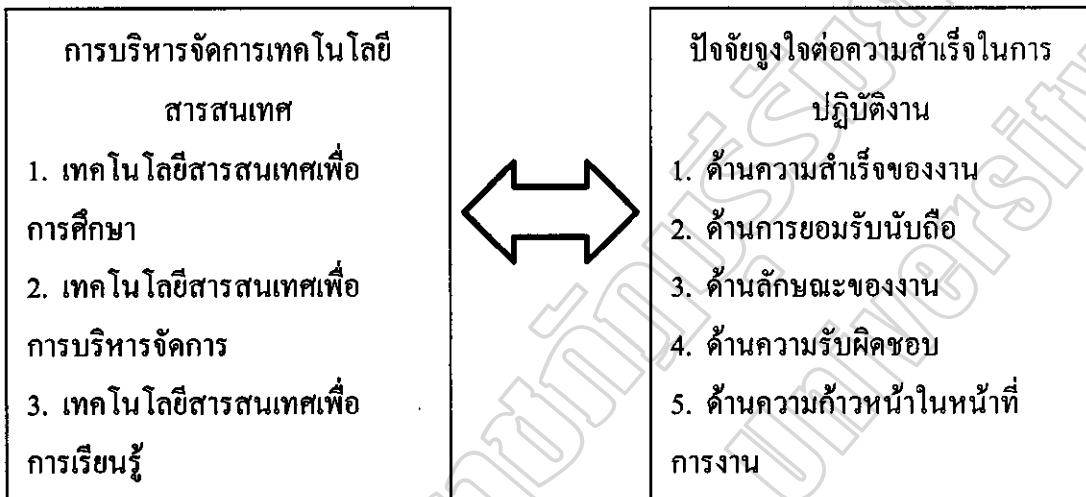 การบริหารจัดการเทคโนโลยี
สารสนเทศ
1. เทคโนโลยีสารสนเทศเพื่อ
การศึกษา
2. เทคโนโลยีสารสนเทศเพื่อ
การบริหารจัดการ
3. เทคโนโลยีสารสนเทศเพื่อ
การเรียนรู้
ปัจจัยจูงใจต่อความสำเร็จในการ
ปฏิบัติงาน
1. ด้านความสำเร็จของงาน
2. ด้านการยอมรับนับถือ
3. ด้านลักษณะของงาน
4. ด้านความรับผิดชอบ
5. ด้านความก้าวหน้าในหน้าที่
การงาน